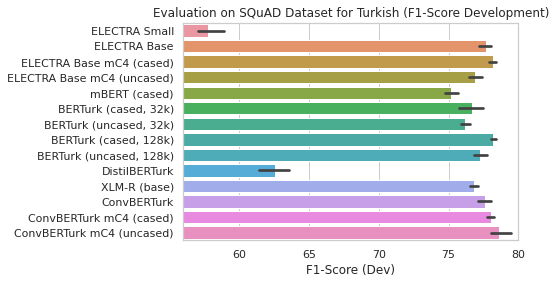 Evaluation on SQuAD Dataset for Turkish (F1-Score Development)
ELECTRA Small
ELECTRA Base
ELECTRA Base mC4 (cased)
ELECTRA Base mC4 (uncased)
mBERT (cased)
BERTurk (cased, 32k)
BERTurk (uncased, 32k)
BERTurk (cased, 128k)
BERTurk (uncased, 128k)
DistilBERTurk
XLM-R (base)
ConvBERTurk
ConvBERTurk mC4 (cased)
ConvBERTurk mC4 (uncased)
60 65 70 75 80
F1-Score (Dev)